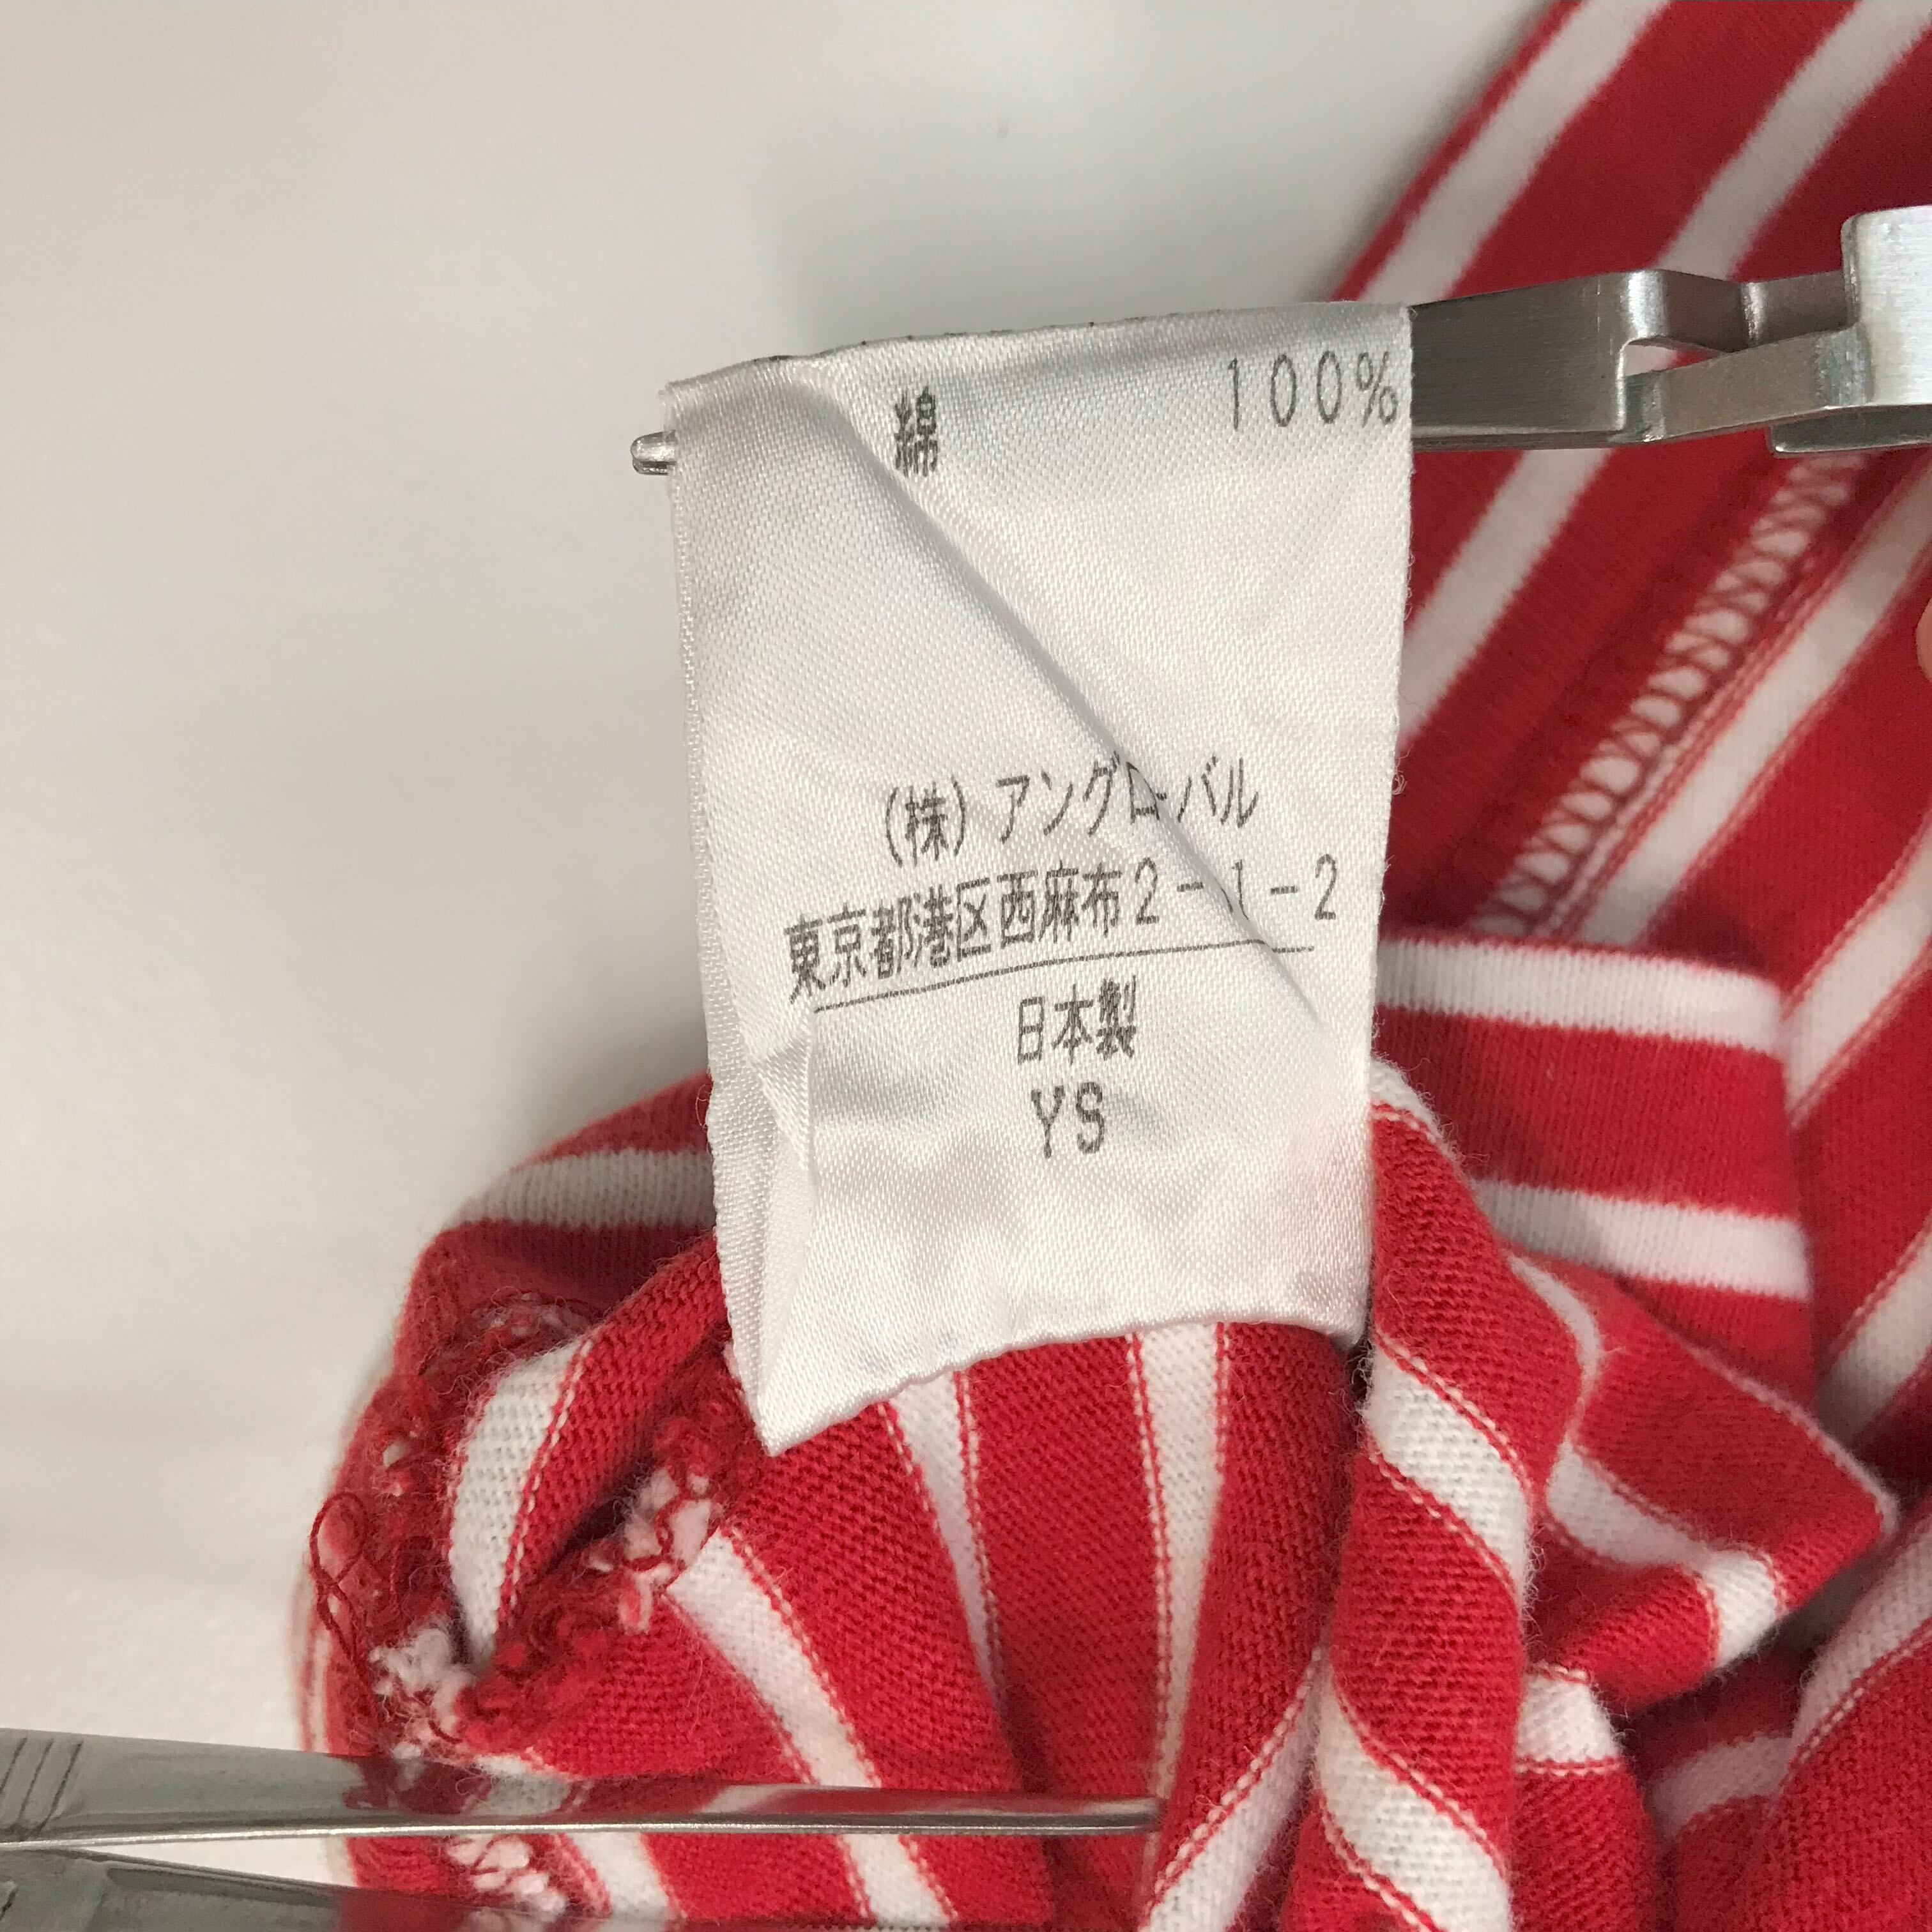 綿 100%
(株)アングローバル
東京都港区西麻布2-1-2
日本製
YS